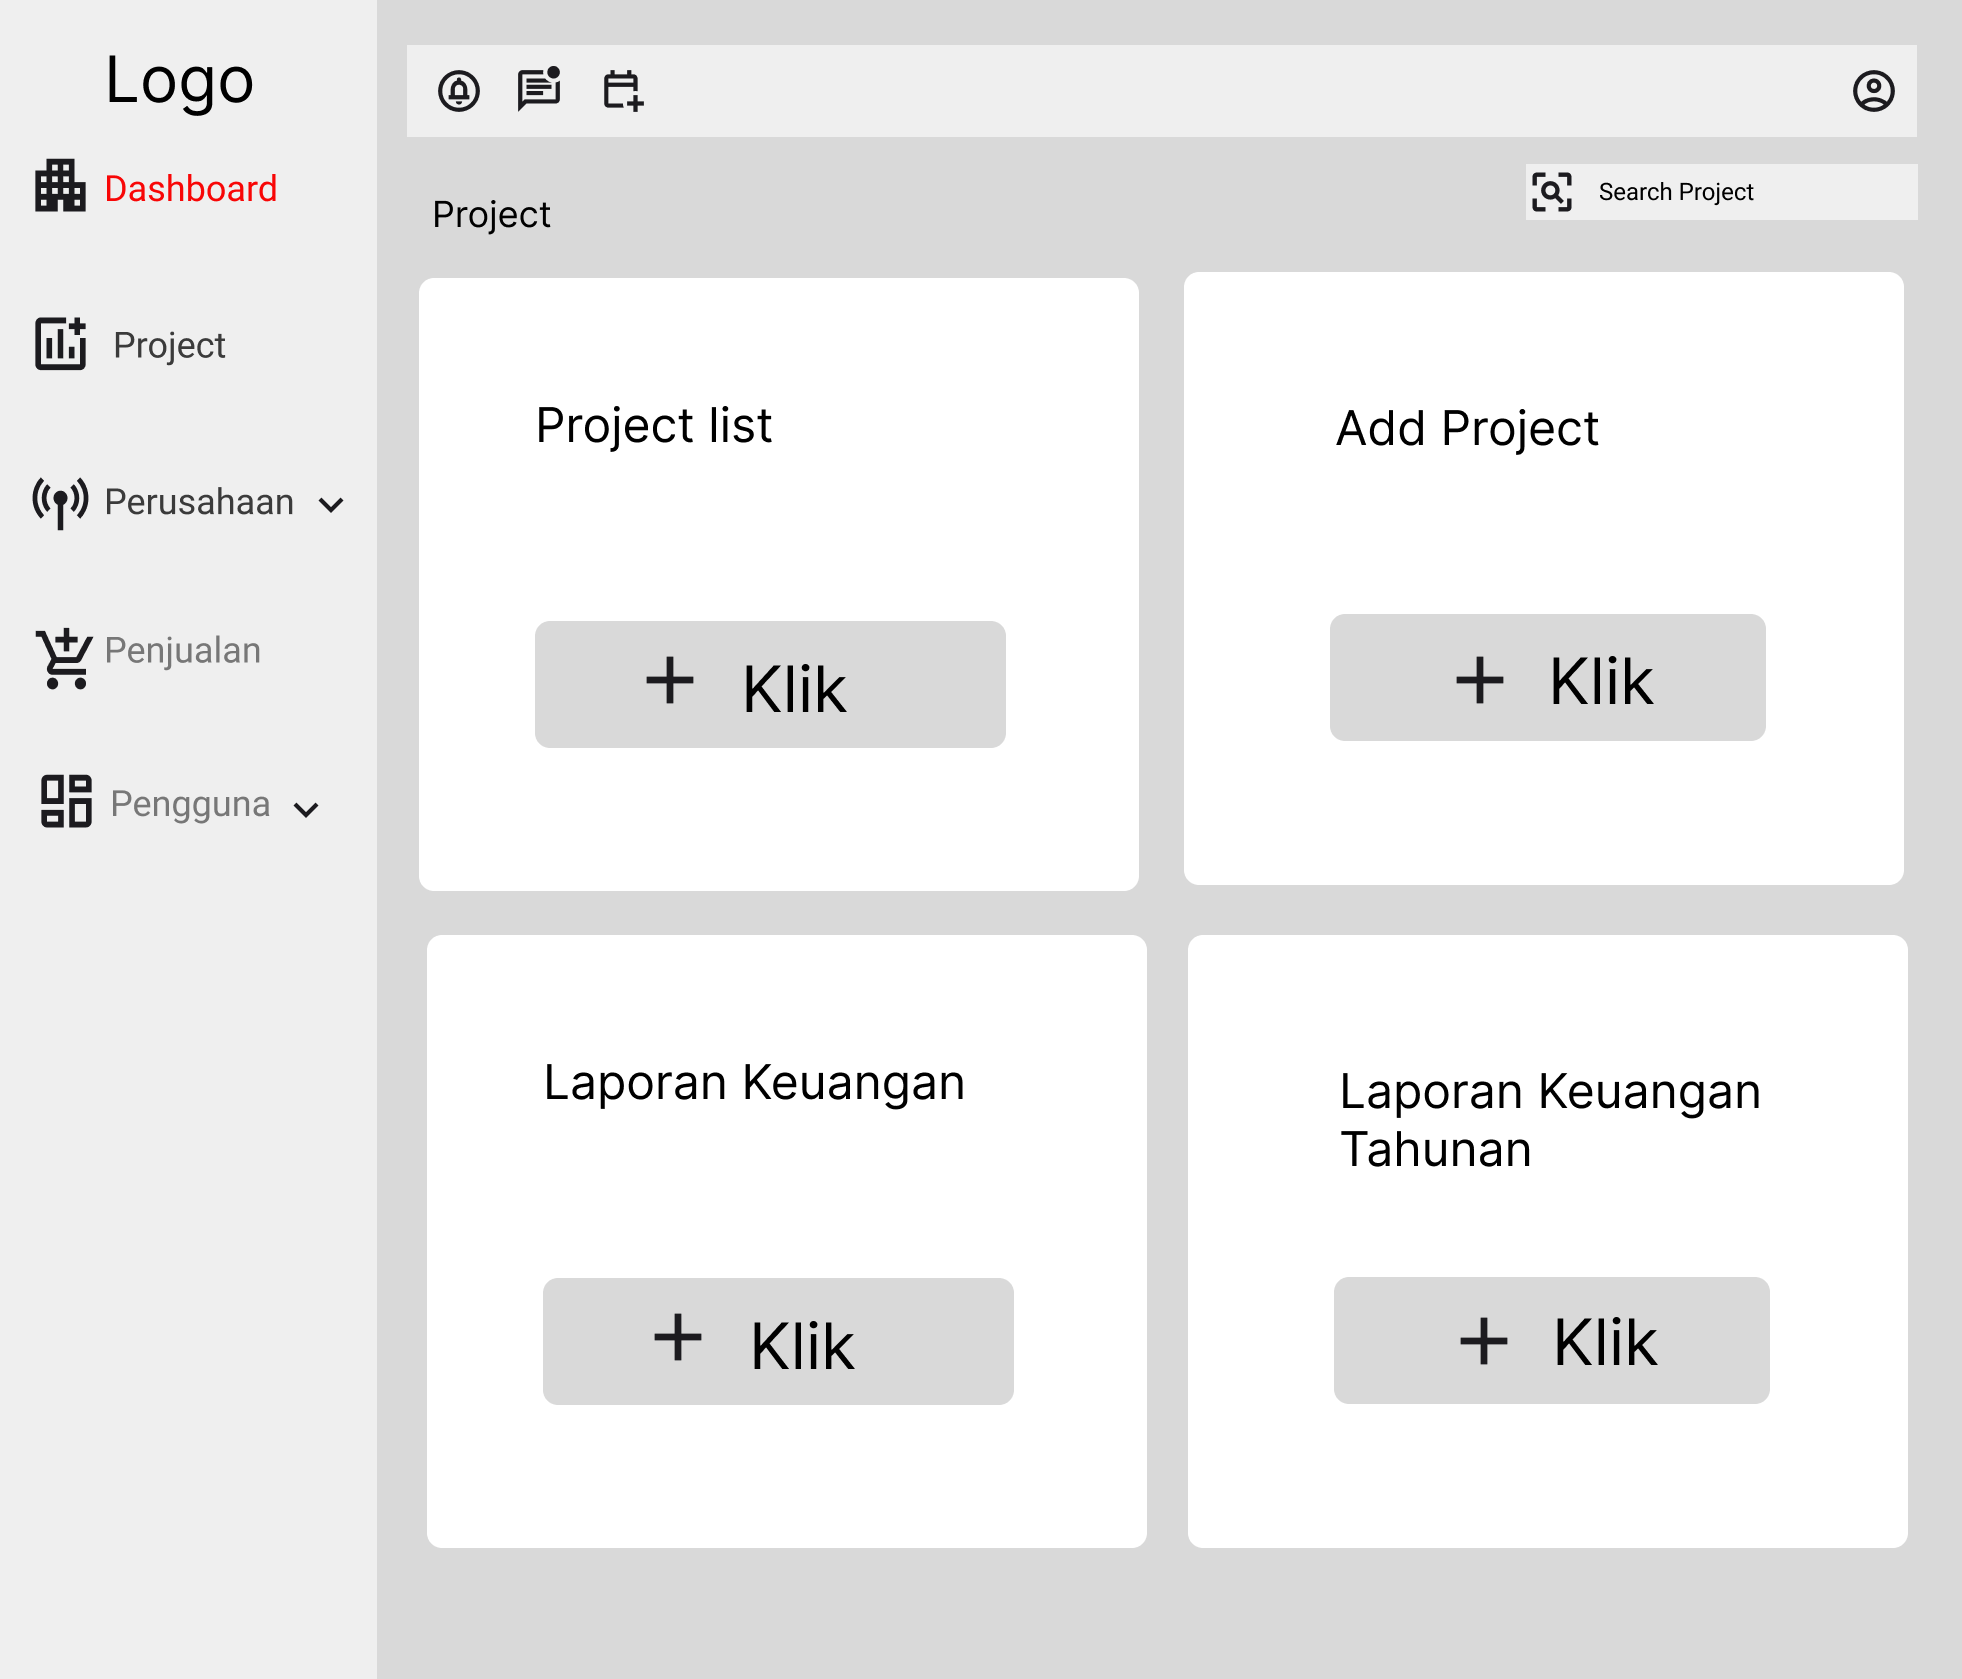 Logo
Dashboard
Project
Perusahaan
Penjualan
Pengguna
Project
Search Project
Project list
Klik
Add Project
Klik
Laporan Keuangan
Klik
Laporan Keuangan
Tahunan
Klik